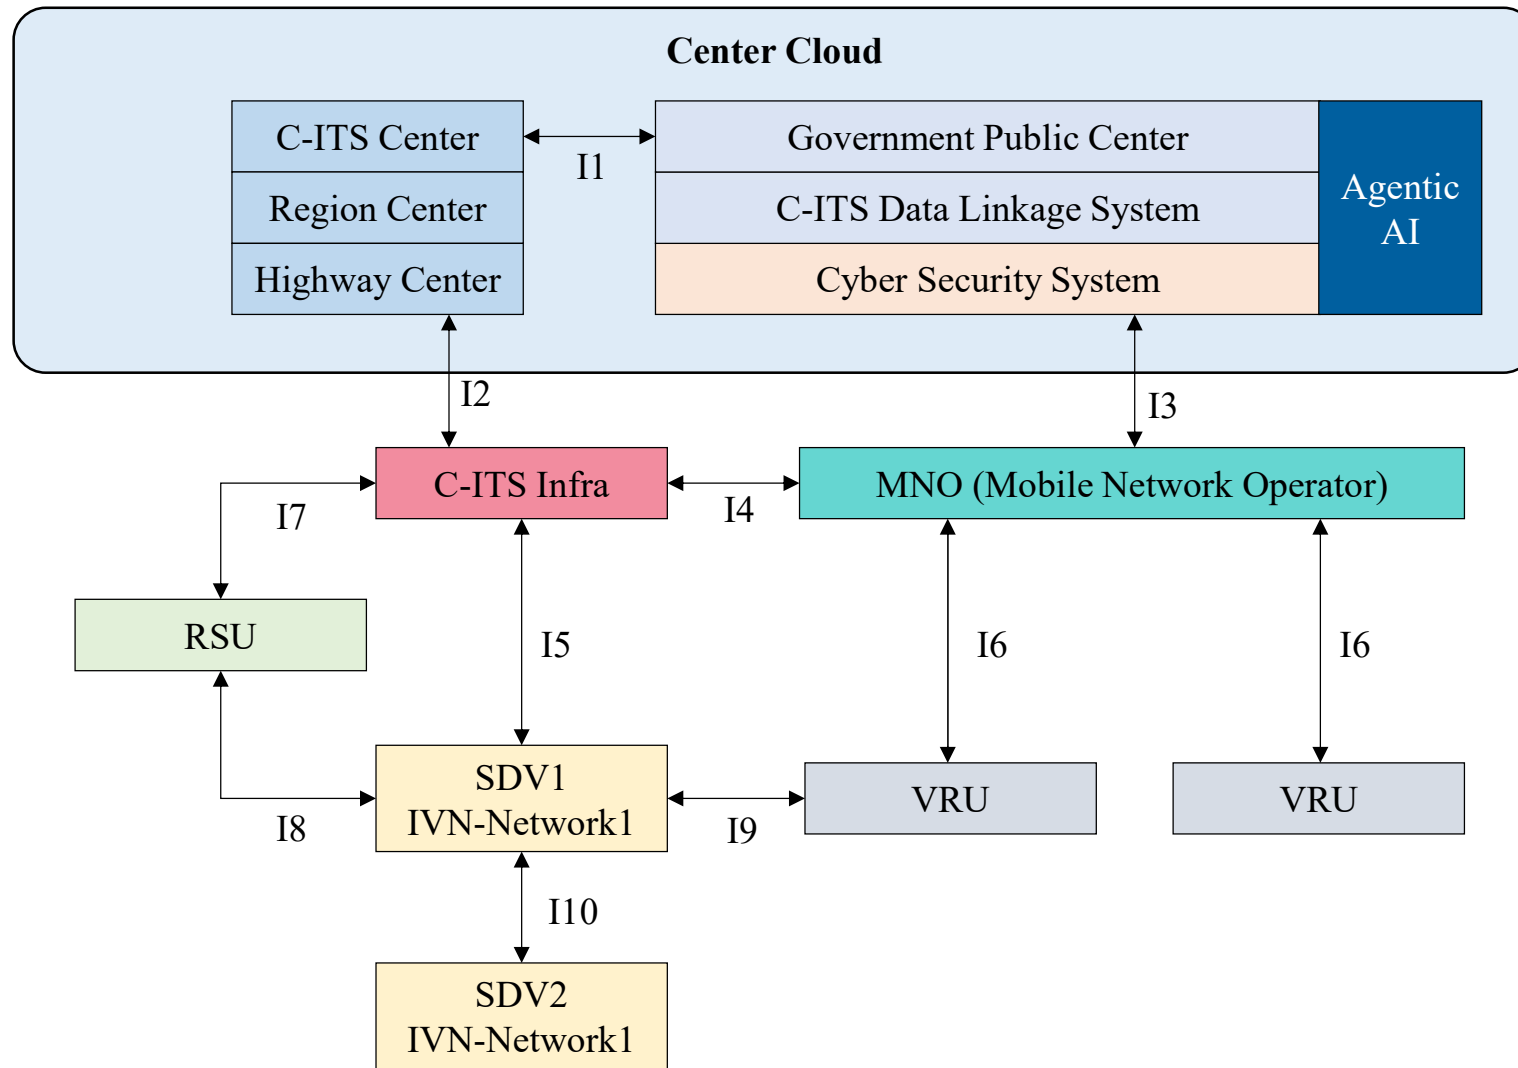 Center Cloud
C-ITS Center
Region Center
Highway Center
I1
Government Public Center
C-ITS Data Linkage System
Cyber Security System
Agentic
AI
I2
I3
C-ITS Infra
I4
MNO (Mobile Network Operator)
I7
RSU
I5
I6
I6
I8
SDV1
IVN-Network1
I9
VRU
VRU
I10
SDV2
IVN-Network1